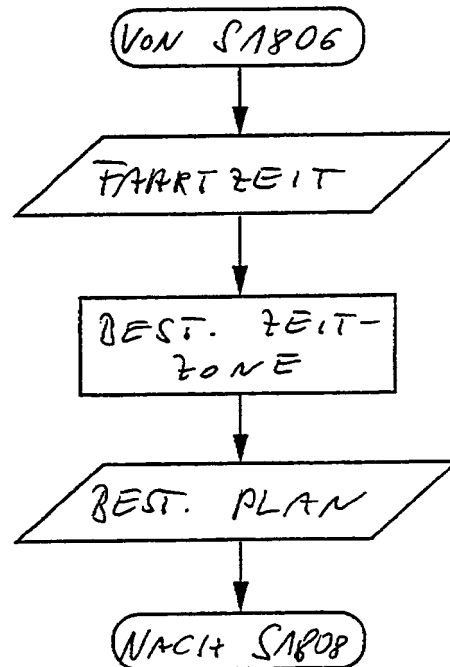 VON S1806
FAHRTZEIT
BEST. ZEIT-
ZONE
BEST. PLAN
NACH S1808